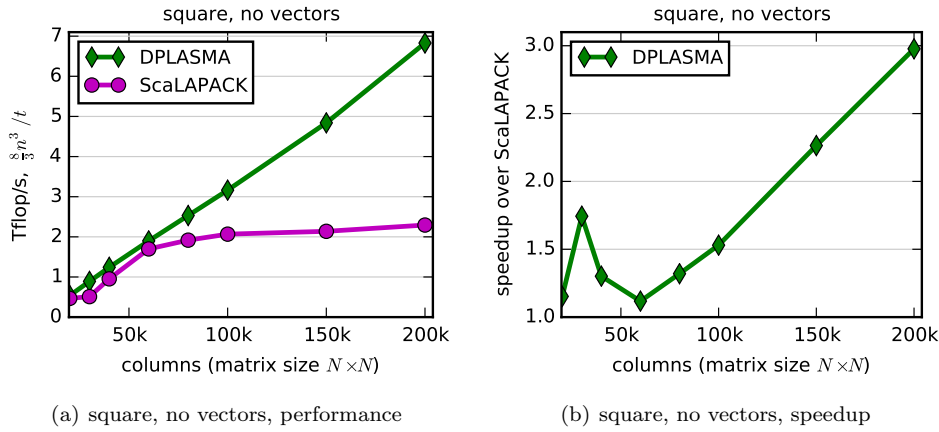 square, no vectors
DPLASMA
ScaLAPACK
Tflop/s, 8/3 n³/t
7
6
5
4
3
2
1
0
50k 100k 150k 200k
columns (matrix size N×N)
(a) square, no vectors, performance
square, no vectors
DPLASMA
speedup over ScaLAPACK
3.0
2.5
2.0
1.5
1.0
50k 100k 150k 200k
columns (matrix size N×N)
(b) square, no vectors, speedup